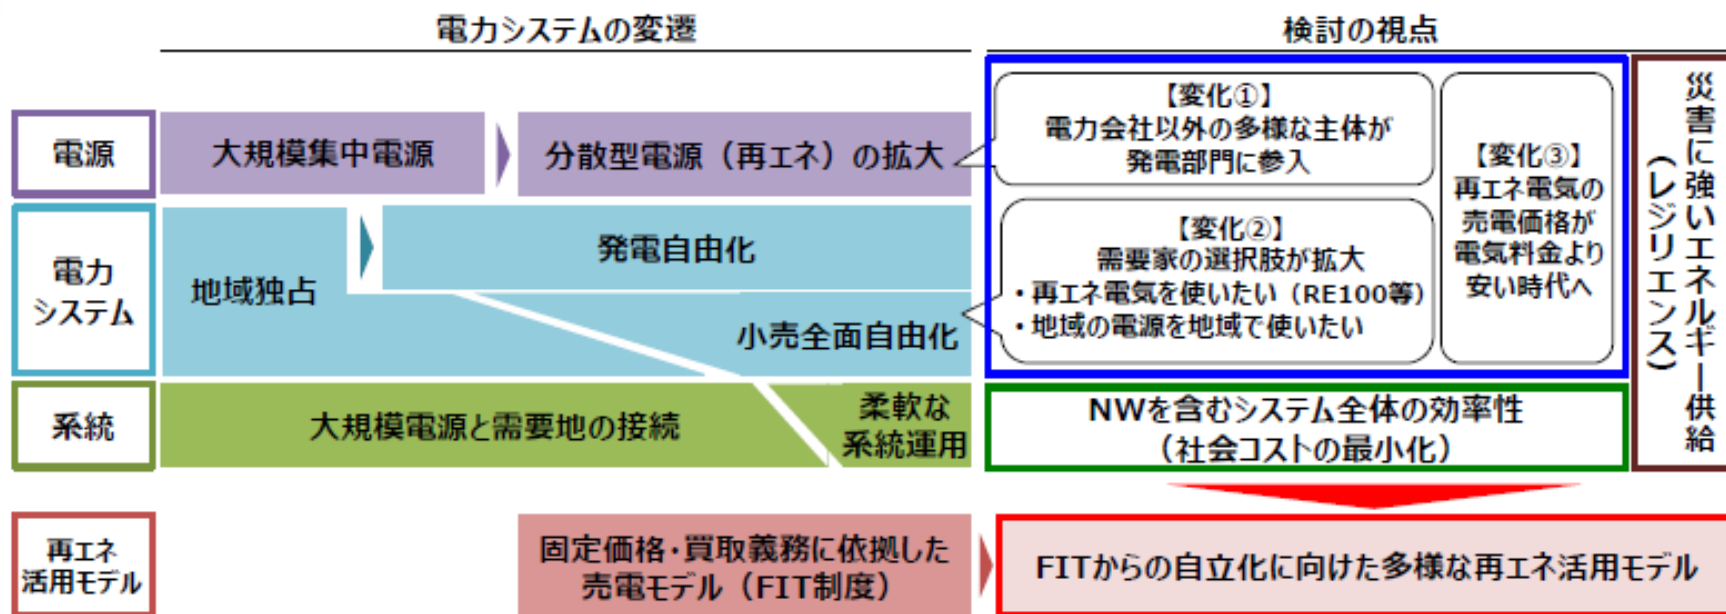 電力システムの変遷
検討の視点
電源
大規模集中電源
分散型電源（再エネ）の拡大
【変化①】
電力会社以外の多様な主体が
発電部門に参入
電力
システム
地域独占
発電自由化
小売全面自由化
【変化②】
需要家の選択肢が拡大
・再エネ電気を使いたい（RE100等）
・地域の電源を地域で使いたい
【変化③】
再エネ電気の
売電価格が
電気料金より
安い時代へ
災害に強いエネルギー供給
（レジリエンス）
系統
大規模電源と需要地の接続
柔軟な
系統運用
NWを含むシステム全体の効率性
（社会コストの最小化）
再エネ
活用モデル
固定価格・買取義務に依拠した
売電モデル（FIT制度）
FITからの自立化に向けた多様な再エネ活用モデル